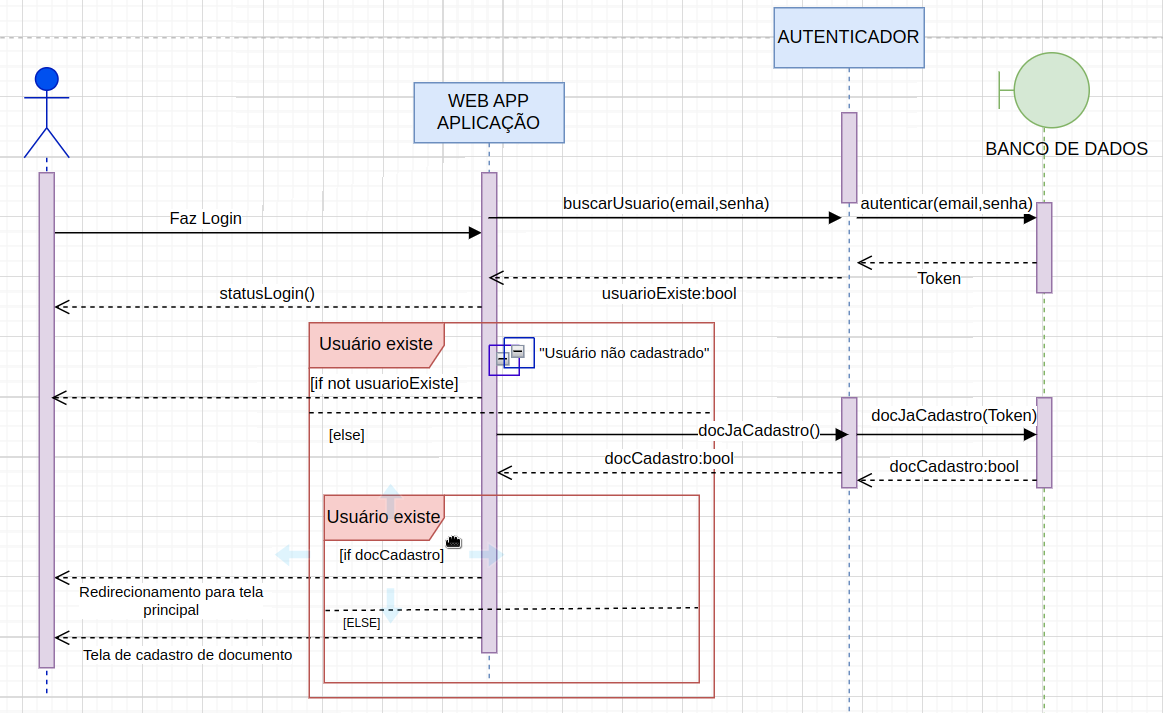 AUTENTICADOR
WEB APP
APLICAÇÃO
BANCO DE DADOS
buscarUsuario(email,senha)
autenticar(email,senha)
Faz Login
Token
usuarioExiste:bool
statusLogin()
Usuário existe
"Usuário não cadastrado"
[if not usuarioExiste]
docJaCadastro(Token)
[else]
docJaCadastro()
docCadastro:bool
docCadastro:bool
Usuário existe
[if docCadastro]
Redirecionamento para tela
principal
[ELSE]
Tela de cadastro de documento